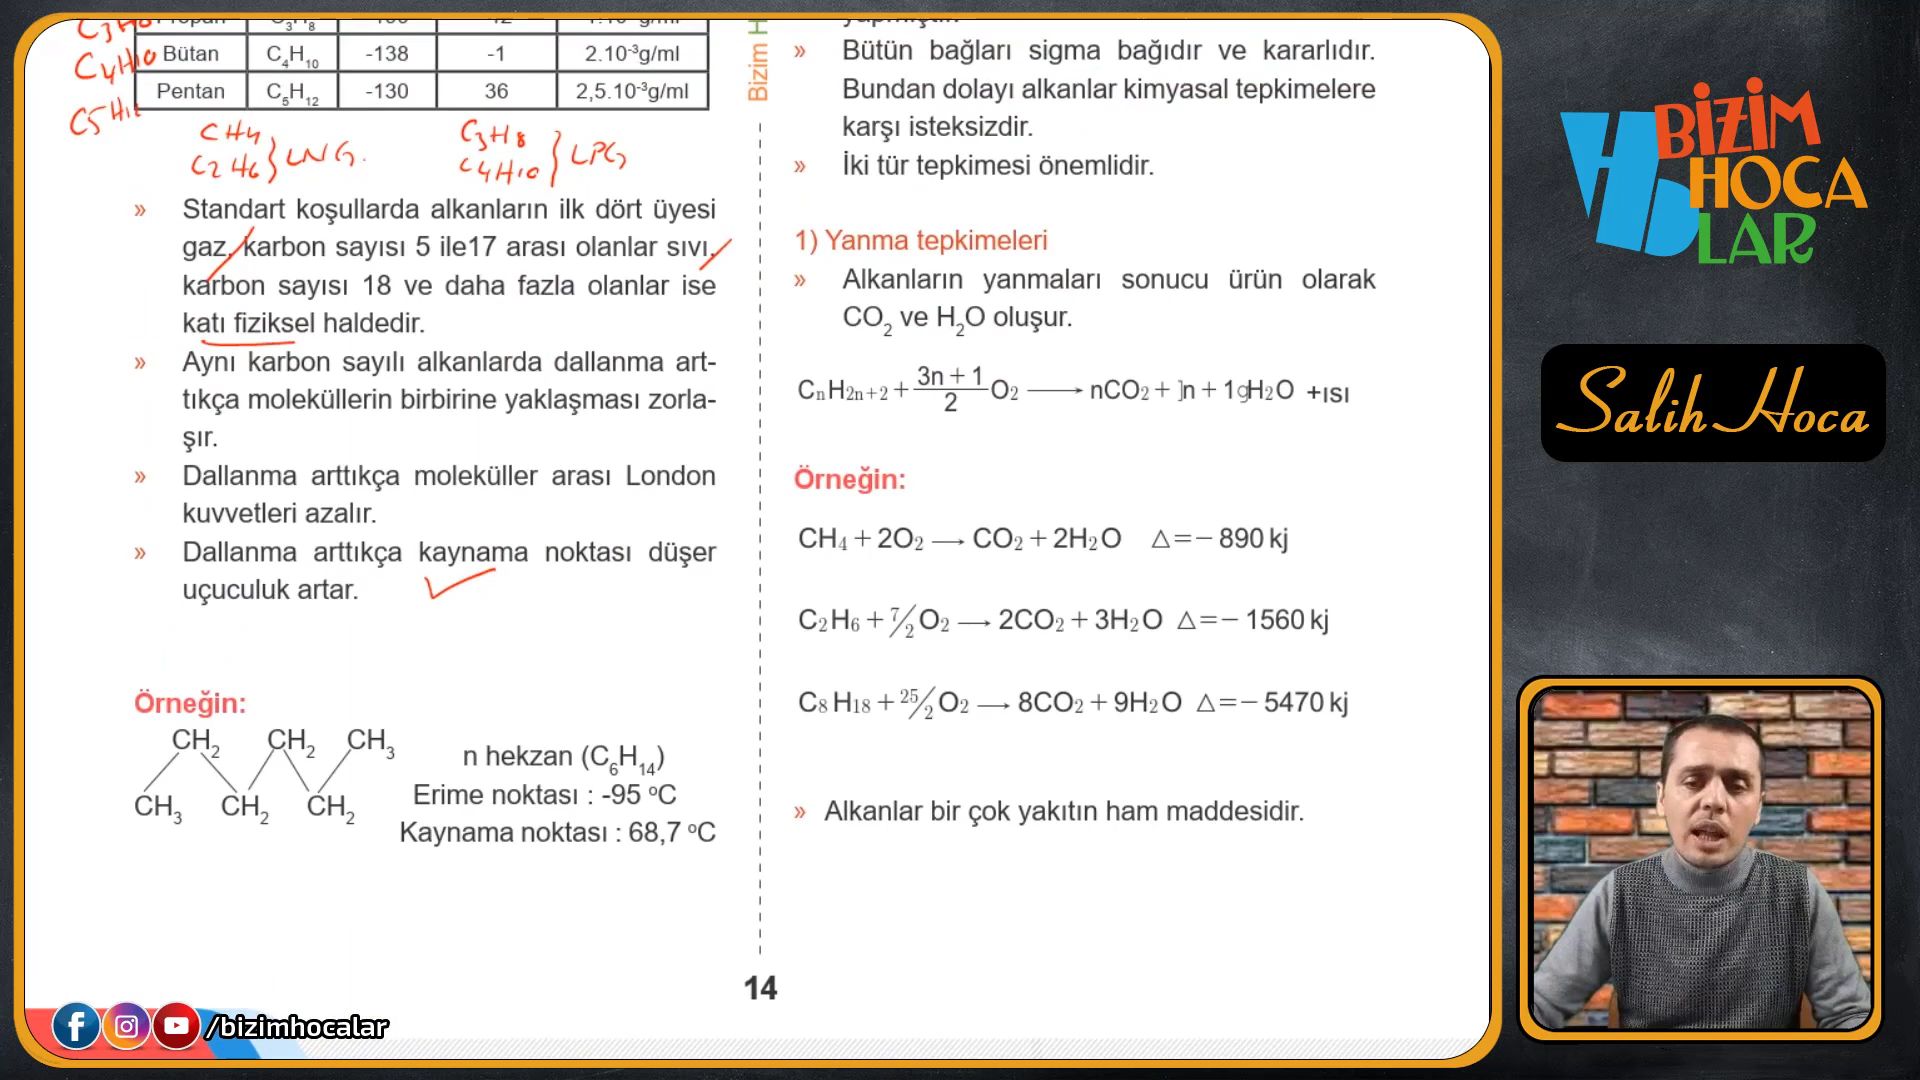 Bütan C4H10 -138 -1 2.10-3g/ml
Pentan C5H12 -130 36 2,5.10-3g/ml
C4H10
C5H12
CH4
C2H6 } LNG.
C3H8
C4H10 } LPG
» Standart koşullarda alkanların ilk dört üyesi
gaz, karbon sayısı 5 ile17 arası olanlar sıvı,
karbon sayısı 18 ve daha fazla olanlar ise
katı fiziksel haldedir.
» Aynı karbon sayılı alkanlarda dallanma art-
tıkça moleküllerin birbirine yaklaşması zorla-
şır.
» Dallanma arttıkça moleküller arası London
kuvvetleri azalır.
» Dallanma arttıkça kaynama noktası düşer
uçuculuk artar.
Örneğin:
CH2 CH2 CH3
CH3 CH2 CH2
n hekzan (C6H14)
Erime noktası : -95 oC
Kaynama noktası : 68,7 oC
Bizim H
» Bütün bağları sigma bağıdır ve kararlıdır.
Bundan dolayı alkanlar kimyasal tepkimelere
karşı isteksizdir.
» İki tür tepkimesi önemlidir.
1) Yanma tepkimeleri
» Alkanların yanmaları sonucu ürün olarak
CO2 ve H2O oluşur.
CnH2n+2 + 3n + 1/2 O2 ⟶ nCO2 + ]n + 1gH2O +ISI
Örneğin:
CH4 + 2O2 ⟶ CO2 + 2H2O △=− 890 kj
C2H6 + 7/2 O2 ⟶ 2CO2 + 3H2O △=− 1560 kj
C8H18 + 25/2 O2 ⟶ 8CO2 + 9H2O △=− 5470 kj
» Alkanlar bir çok yakıtın ham maddesidir.
14
/bizimhocalar
BİZİM
HOCA
LAR
Salih Hoca